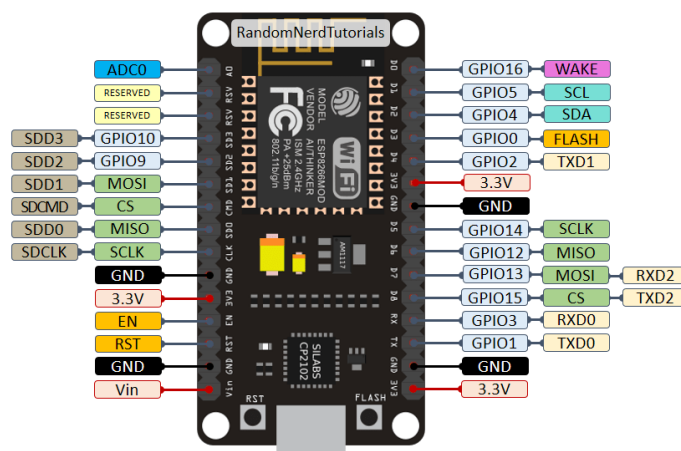 RandomNerdTutorials
ADC0
RESERVED
RESERVED
SDD3 GPIO10
SDD2 GPIO9
SDD1 MOSI
SDCMD CS
SDD0 MISO
SDCLK SCLK
GND
3.3V
EN
RST
GND
Vin
A0
RSV
RSV
SD3
SD2
SD1
CMD
SD0
CLK
GND
3V3
EN
RST
GND
Vin
MODEL
VENDOR
ESP8266MOD
AI/THINKER
ISM 2.4GHz
PA +25dBm
802.11b/g/n
FC
Wi Fi
AM1117
SILABS
CP2102
RST
FLASH
D0
D1
D2
D3
D4
3V3
GND
D5
D6
D7
D8
RX
TX
GND
3V3
GPIO16 WAKE
GPIO5 SCL
GPIO4 SDA
GPIO0 FLASH
GPIO2 TXD1
3.3V
GND
GPIO14 SCLK
GPIO12 MISO
GPIO13 MOSI RXD2
GPIO15 CS TXD2
GPIO3 RXD0
GPIO1 TXD0
GND
3.3V